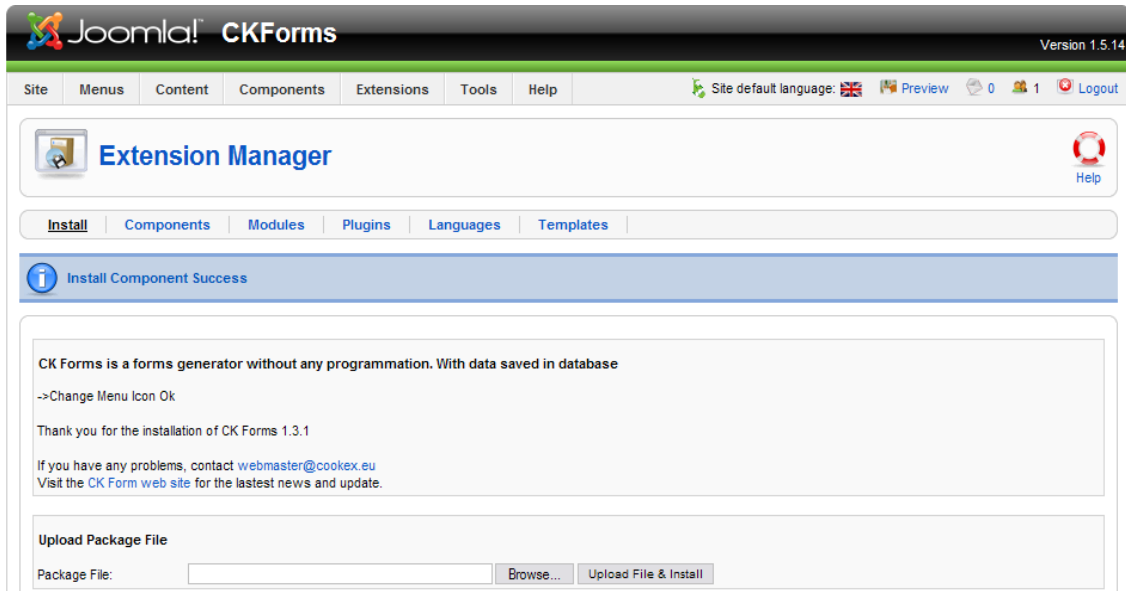 Joomla! CKForms
Version 1.5.14
Site Menus Content Components Extensions Tools Help Site default language: Preview 0 1 Logout
Extension Manager
Help
Install Components Modules Plugins Languages Templates
Install Component Success
CK Forms is a forms generator without any programmation. With data saved in database
->Change Menu Icon Ok
Thank you for the installation of CK Forms 1.3.1
If you have any problems, contact webmaster@cookex.eu
Visit the CK Form web site for the lastest news and update.
Upload Package File
Package File: Browse... Upload File & Install